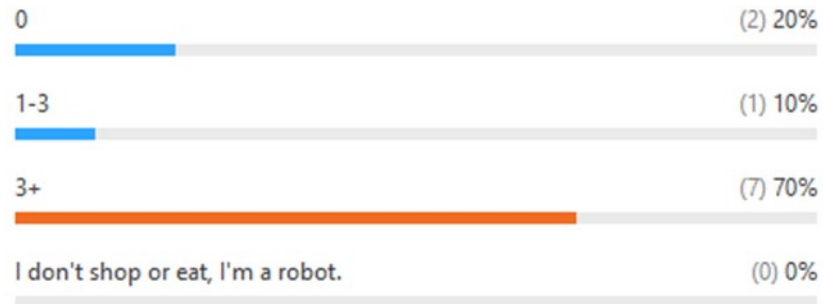 0 (2) 20%
1-3 (1) 10%
3+ (7) 70%
I don't shop or eat, I'm a robot. (0) 0%